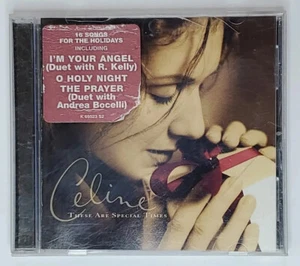 16 SONGS
FOR THE HOLIDAYS
INCLUDING
I'M YOUR ANGEL
(Duet with R. Kelly)
O HOLY NIGHT
THE PRAYER
(Duet with
Andrea Bocelli)
Celine
THESE ARE SPECIAL TIMES